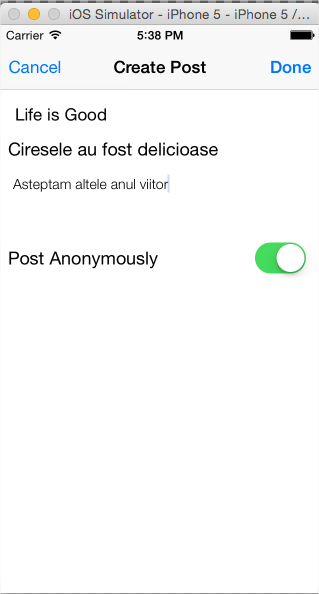 iOS Simulator - iPhone 5 - iPhone 5 /...
Carrier 5:38 PM
Cancel Create Post Done
Life is Good
Ciresele au fost delicioase
Asteptam altele anul viitor
Post Anonymously